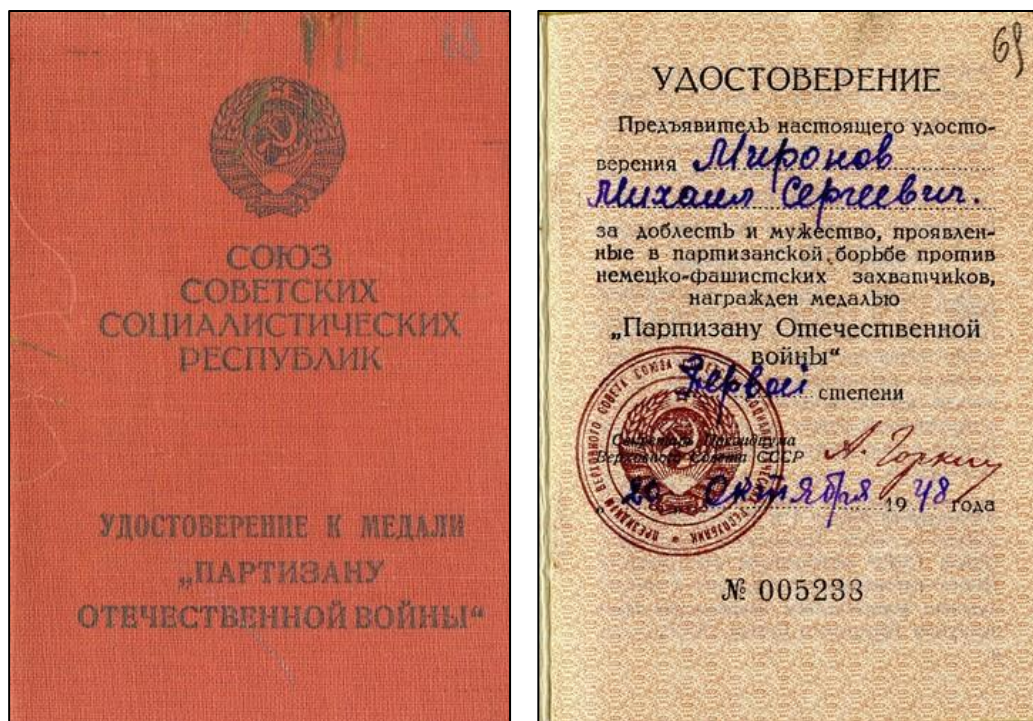 СОЮЗ
СОВЕТСКИХ
СОЦИАЛИСТИЧЕСКИХ
РЕСПУБЛИК
УДОСТОВЕРЕНИЕ К МЕДАЛИ
„ПАРТИЗАНУ
ОТЕЧЕСТВЕННОЙ ВОЙНЫ“
69
УДОСТОВЕРЕНИЕ
Предъявитель настоящего удосто-
верения Миронов
Михаил Сергеевич.
за доблесть и мужество, проявлен-
ные в партизанской борьбе против
немецко-фашистских захватчиков,
награжден медалью
„Партизану Отечественной
войны“
Первой степени
Секретарь Президиума
Верховного Совета СССР А. Горкин
20 Октября 1948 года
№ 005233